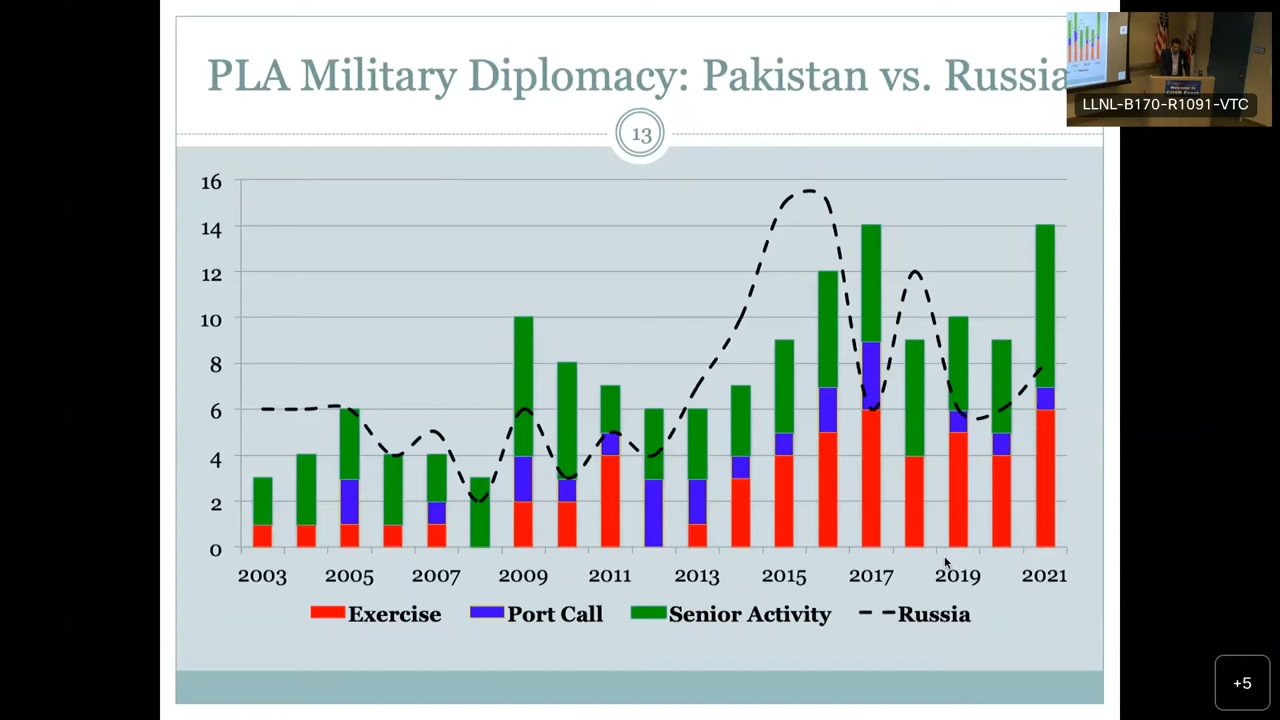 PLA Military Diplomacy: Pakistan vs. Russia
LLNL-B170-R1091-VTC
13
16
14
12
10
8
6
4
2
0
2003 2005 2007 2009 2011 2013 2015 2017 2019 2021
Exercise Port Call Senior Activity Russia
+5